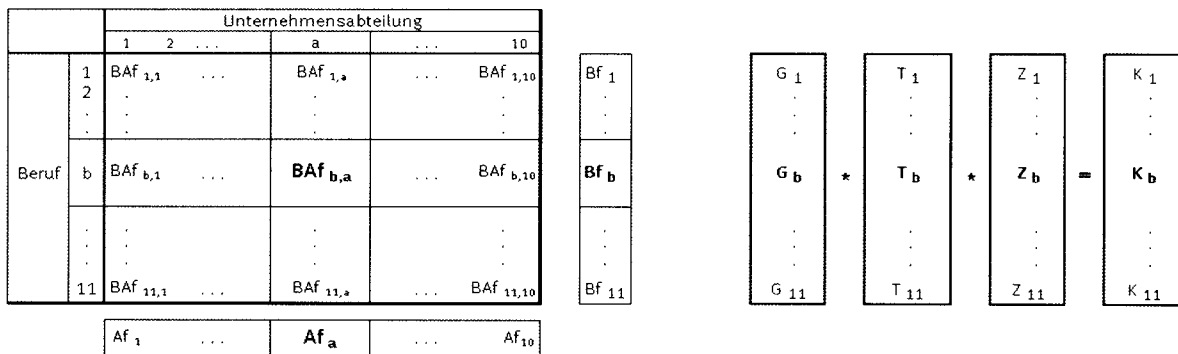 Unternehmensabteilung
1 2 ... a ... 10
1 BAf 1,1 ... BAf 1,a BAf 1,10 Bf 1 G 1 T 1 Z 1 K 1
2 . . . . . . . .
. . . . . . . . .
. . . . . . . . .
Beruf b BAf b,1 ... BAf b,a ... BAf b,10 Bf b G b * T b * Z b = K b
. . . . . . . . .
. . . . . . . . .
. . . . . . . . .
11 BAf 11,1 ... BAf 11,a ... BAf 11,10 Bf 11 G 11 T 11 Z 11 K 11
Af 1 ... Af a ... Af 10